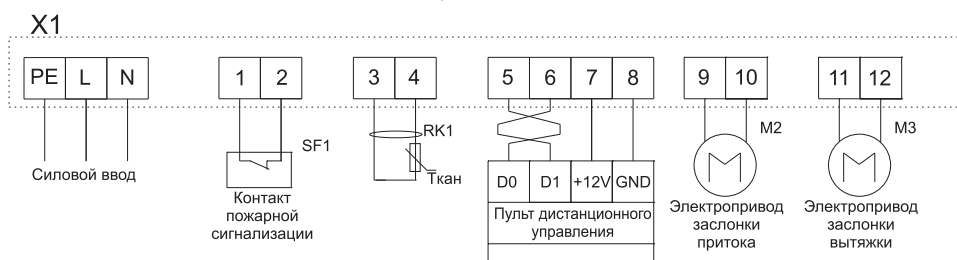 X1
PE L N 1 2 3 4 5 6 7 8 9 10 11 12
SF1
RK1
Ткан
M2
M3
M
M
D0 D1 +12V GND
Силовой ввод
Контакт
пожарной
сигнализации
Пульт дистанционного
управления
Электропривод
заслонки
притока
Электропривод
заслонки
вытяжки